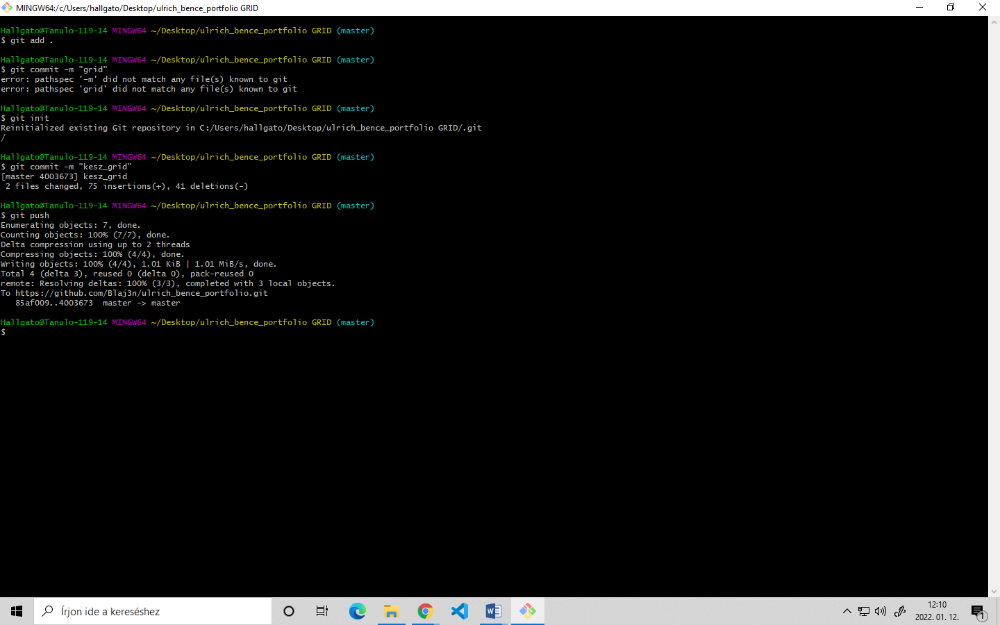 MINGW64:/c/Users/hallgato/Desktop/ulrich_bence_portfolio GRID
Hallgato@Tanulo-119-14 MINGW64 ~/Desktop/ulrich_bence_portfolio GRID (master)
$ git add .
Hallgato@Tanulo-119-14 MINGW64 ~/Desktop/ulrich_bence_portfolio GRID (master)
$ git commit –m "grid"
error: pathspec '–m' did not match any file(s) known to git
error: pathspec 'grid' did not match any file(s) known to git
Hallgato@Tanulo-119-14 MINGW64 ~/Desktop/ulrich_bence_portfolio GRID (master)
$ git init
Reinitialized existing Git repository in C:/Users/hallgato/Desktop/ulrich_bence_portfolio GRID/.git
/
Hallgato@Tanulo-119-14 MINGW64 ~/Desktop/ulrich_bence_portfolio GRID (master)
$ git commit -m "kesz_grid"
[master 4003673] kesz_grid
2 files changed, 75 insertions(+), 41 deletions(-)
Hallgato@Tanulo-119-14 MINGW64 ~/Desktop/ulrich_bence_portfolio GRID (master)
$ git push
Enumerating objects: 7, done.
Counting objects: 100% (7/7), done.
Delta compression using up to 2 threads
Compressing objects: 100% (4/4), done.
Writing objects: 100% (4/4), 1.01 KiB | 1.01 MiB/s, done.
Total 4 (delta 3), reused 0 (delta 0), pack-reused 0
remote: Resolving deltas: 100% (3/3), completed with 3 local objects.
To https://github.com/Blaj3n/ulrich_bence_portfolio.git
85af009..4003673 master -> master
Hallgato@Tanulo-119-14 MINGW64 ~/Desktop/ulrich_bence_portfolio GRID (master)
$
Írjon ide a kereséshez
12:10
2022. 01. 12.
1